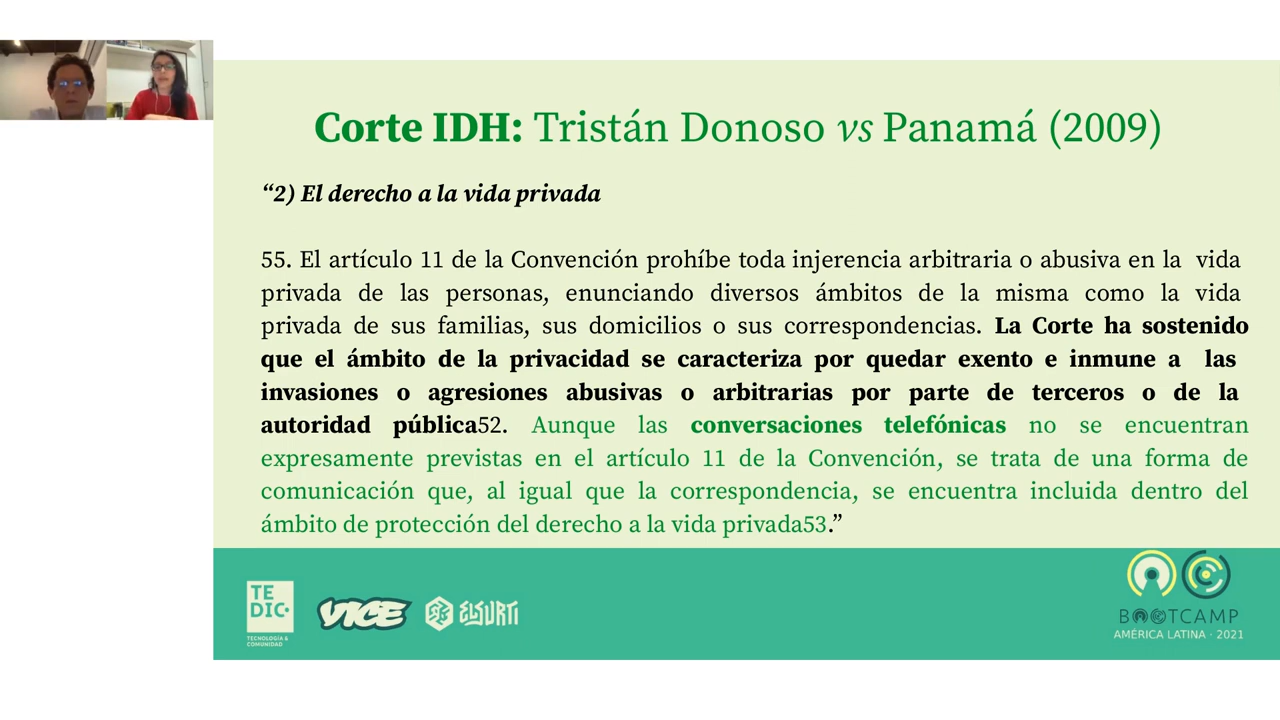 Corte IDH: Tristán Donoso vs Panamá (2009)
“2) El derecho a la vida privada
55. El artículo 11 de la Convención prohíbe toda injerencia arbitraria o abusiva en la vida
privada de las personas, enunciando diversos ámbitos de la misma como la vida
privada de sus familias, sus domicilios o sus correspondencias. La Corte ha sostenido
que el ámbito de la privacidad se caracteriza por quedar exento e inmune a las
invasiones o agresiones abusivas o arbitrarias por parte de terceros o de la
autoridad pública52. Aunque las conversaciones telefónicas no se encuentran
expresamente previstas en el artículo 11 de la Convención, se trata de una forma de
comunicación que, al igual que la correspondencia, se encuentra incluida dentro del
ámbito de protección del derecho a la vida privada53.”
TE
DIC
TECNOLOGÍA &
COMUNIDAD
VICE
ELSURTI
BOOTCAMP
AMÉRICA LATINA · 2021